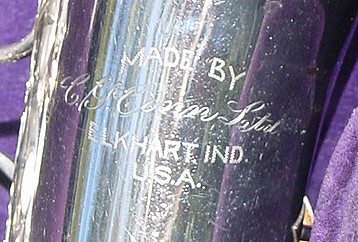 MADE BY
C.G. Conn Ltd
ELKHART, IND.
U.S.A.